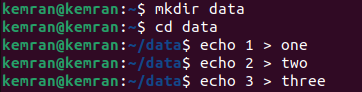 kemran@kemran:~$ mkdir data
kemran@kemran:~$ cd data
kemran@kemran:~/data$ echo 1 > one
kemran@kemran:~/data$ echo 2 > two
kemran@kemran:~/data$ echo 3 > three